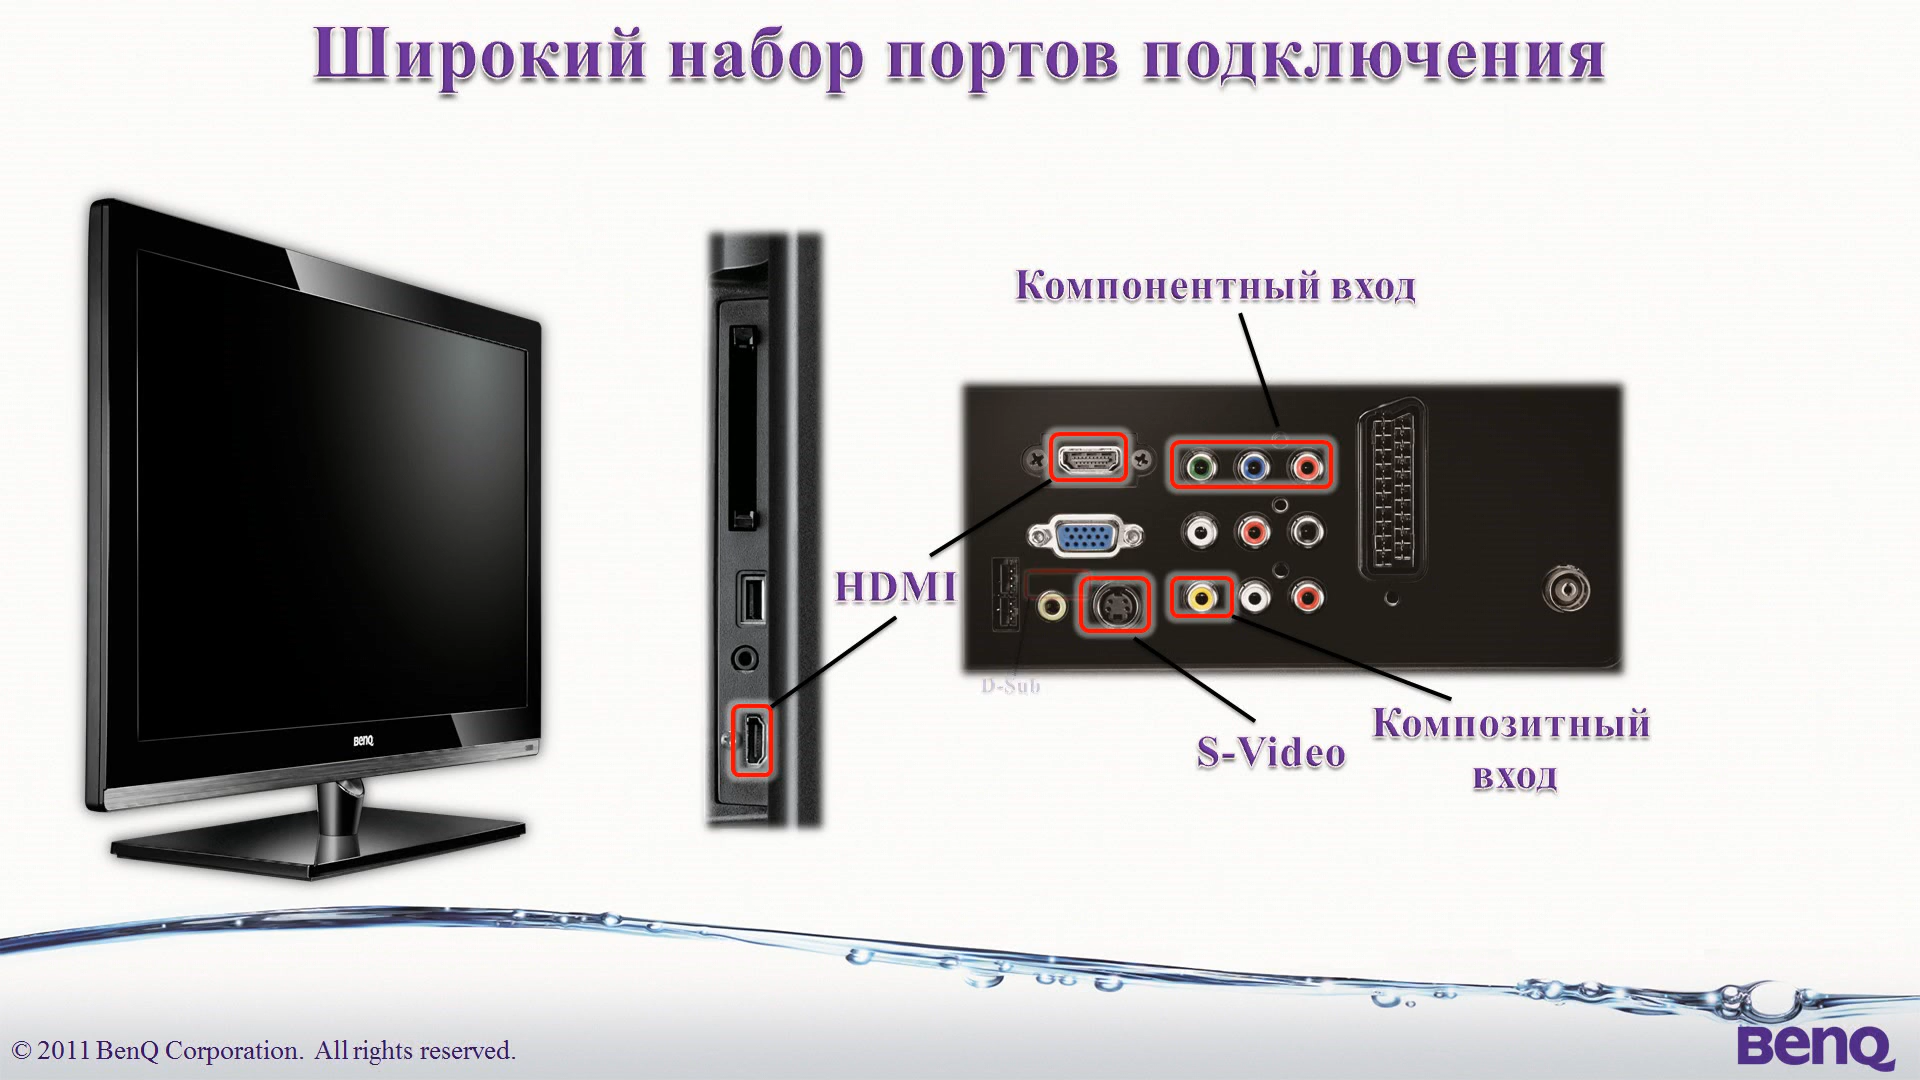 Широкий набор портов подключения
Компонентный вход
HDMI
D-Sub
S-Video
Композитный
вход
BenQ
© 2011 BenQ Corporation. All rights reserved.
BenQ